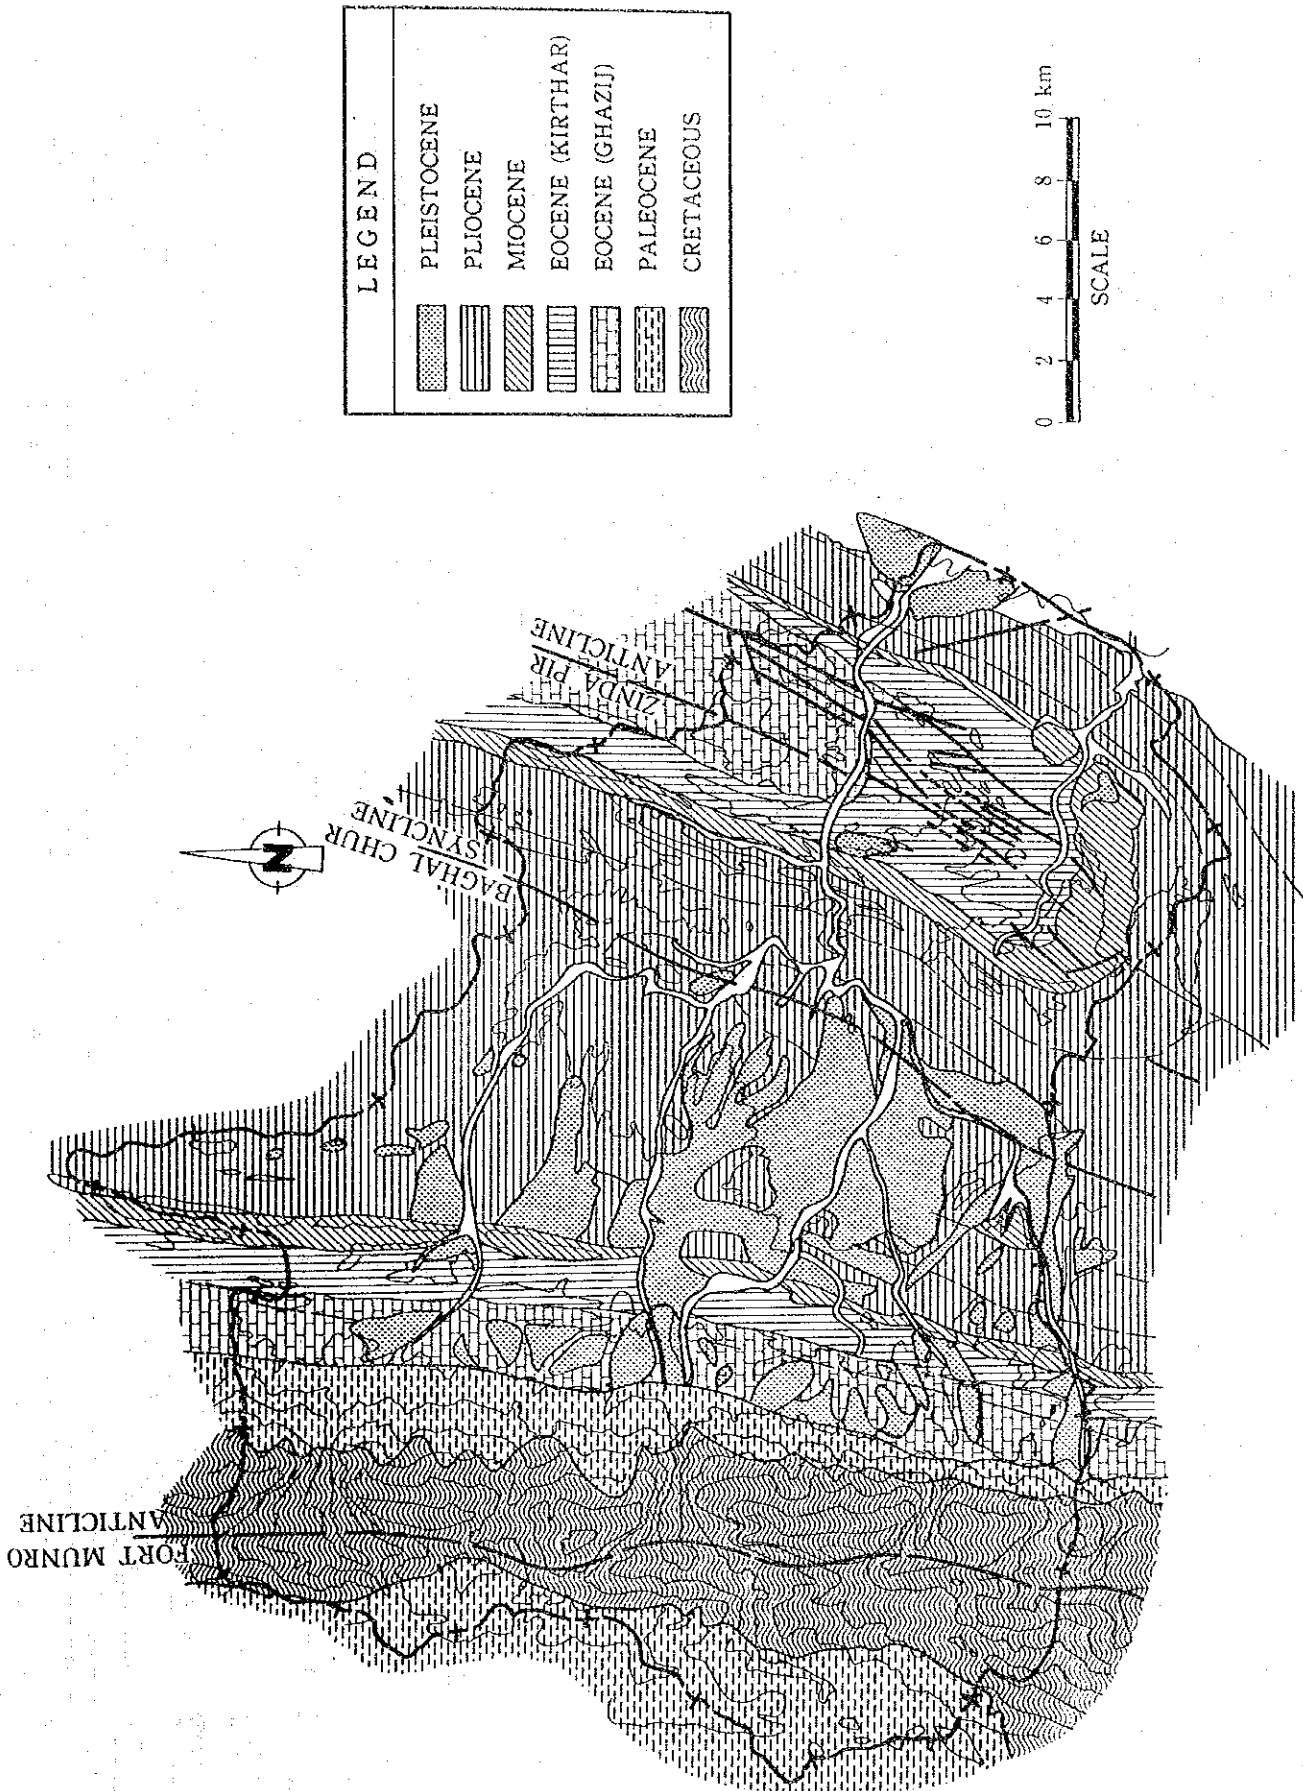 LEGEND
PLEISTOCENE
PLIOCENE
MIOCENE
EOCENE (KIRTHAR)
EOCENE (GHAZIJ)
PALEOCENE
CRETACEOUS
0 2 4 6 8 10 km
SCALE
N
ZINDA PIR
ANTICLINE
BAGHAL CHUR
SYNCLINE
FORT MUNRO
ANTICLINE